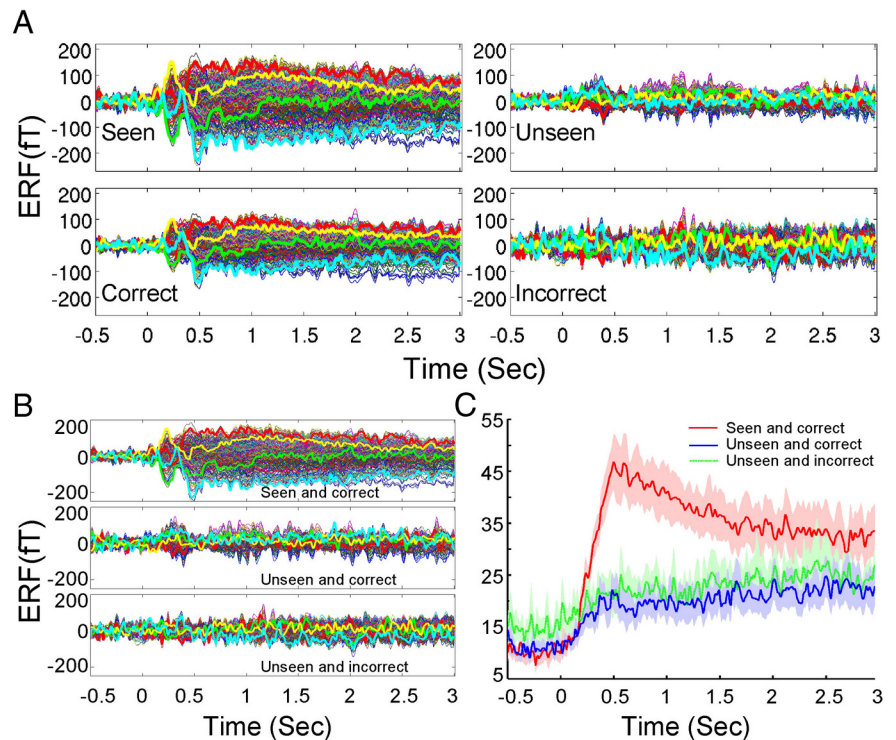 A
200
100
0
-100
-200
Seen
Unseen
200
100
0
-100
-200
200
100
0
-100
-200
Correct
Incorrect
200
100
0
-100
-200
ERF(fT)
-0.5 0 0.5 1 1.5 2 2.5 3
-0.5 0 0.5 1 1.5 2 2.5 3
Time (Sec)
B
200
0
-200
Seen and correct
200
0
-200
Unseen and correct
200
0
-200
Unseen and incorrect
ERF(fT)
-0.5 0 0.5 1 1.5 2 2.5 3
Time (Sec)
C
55
45
35
25
15
5
Seen and correct
Unseen and correct
Unseen and incorrect
-0.5 0 0.5 1 1.5 2 2.5 3
Time (Sec)